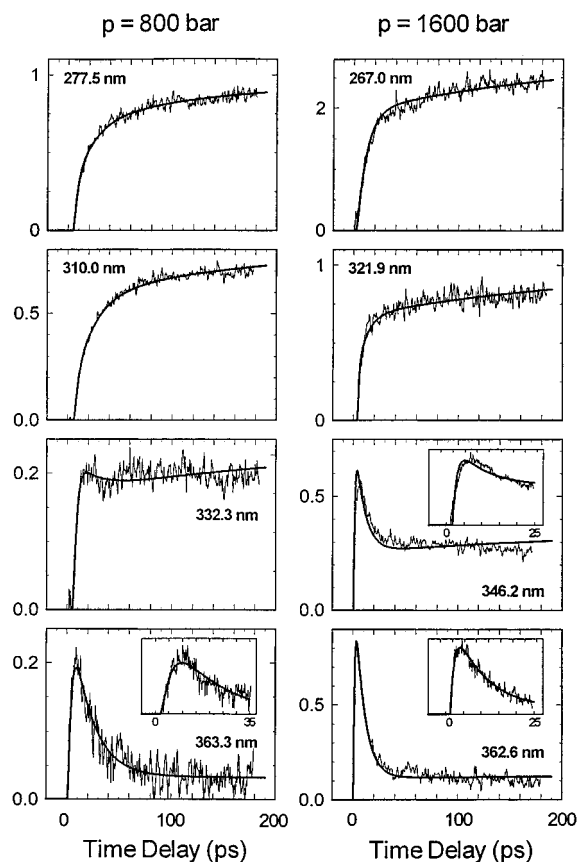 p = 800 bar
p = 1600 bar
1
277.5 nm
0
2
267.0 nm
0
310.0 nm
0.5
0.0
1
321.9 nm
0
0.2
332.3 nm
0.0
0.5
0 25
346.2 nm
0.0
0.2
0 35
363.3 nm
0.0
0 100 200
Time Delay (ps)
0.5
0 25
362.6 nm
0.0
0 100 200
Time Delay (ps)